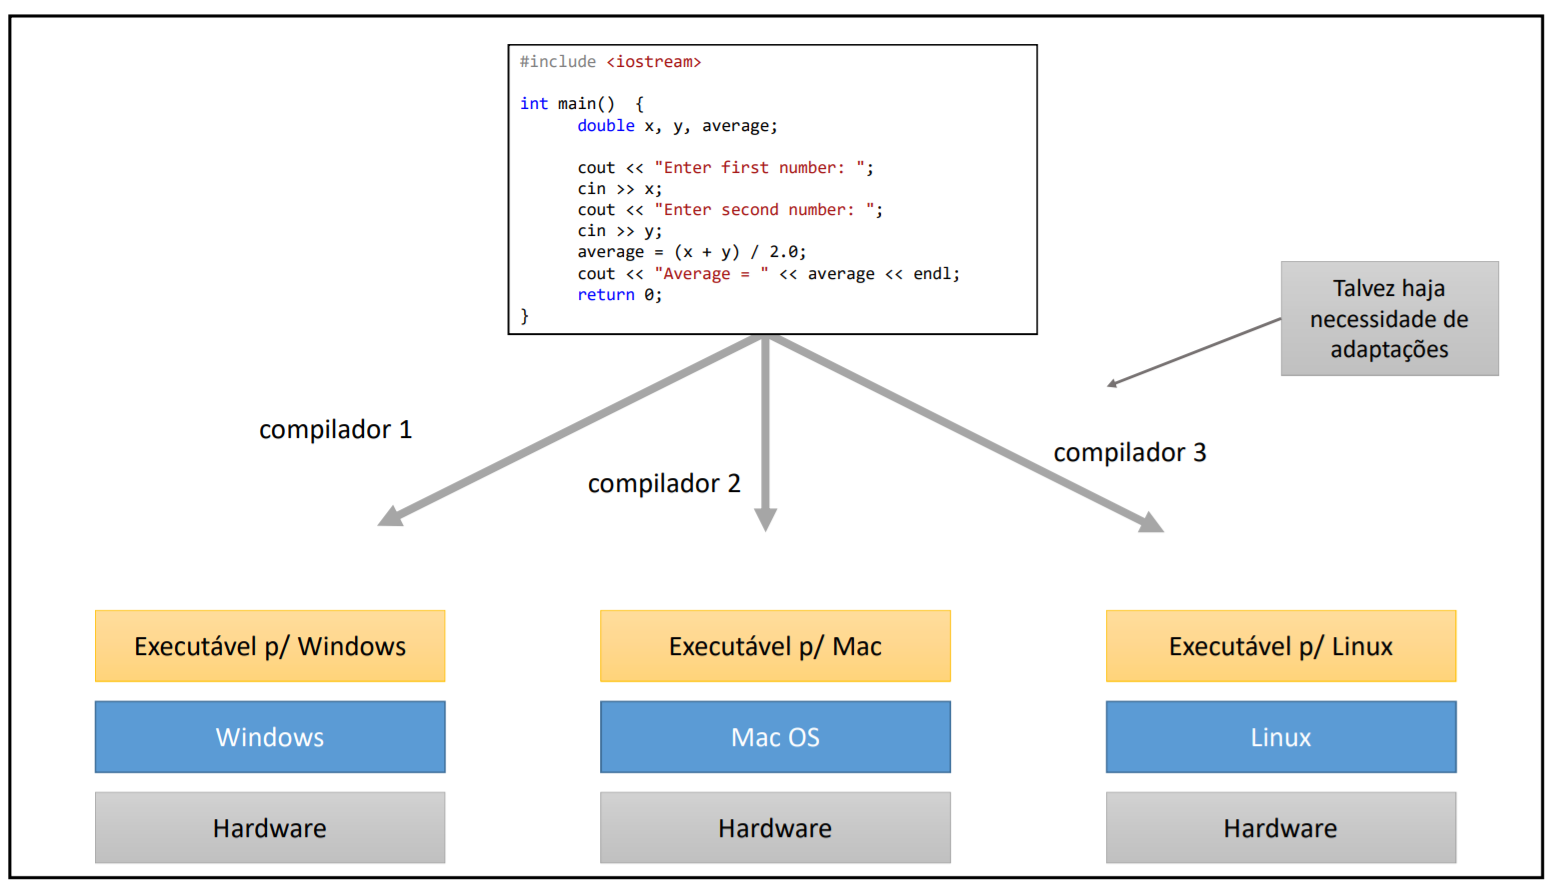 #include <iostream>
int main()  {
double x, y, average;
cout << "Enter first number: ";
cin >> x;
cout << "Enter second number: ";
cin >> y;
average = (x + y) / 2.0;
cout << "Average = " << average << endl;
return 0;
}
Talvez haja
necessidade de
adaptações
compilador 1
compilador 2
compilador 3
Executável p/ Windows
Executável p/ Mac
Executável p/ Linux
Windows
Mac OS
Linux
Hardware
Hardware
Hardware